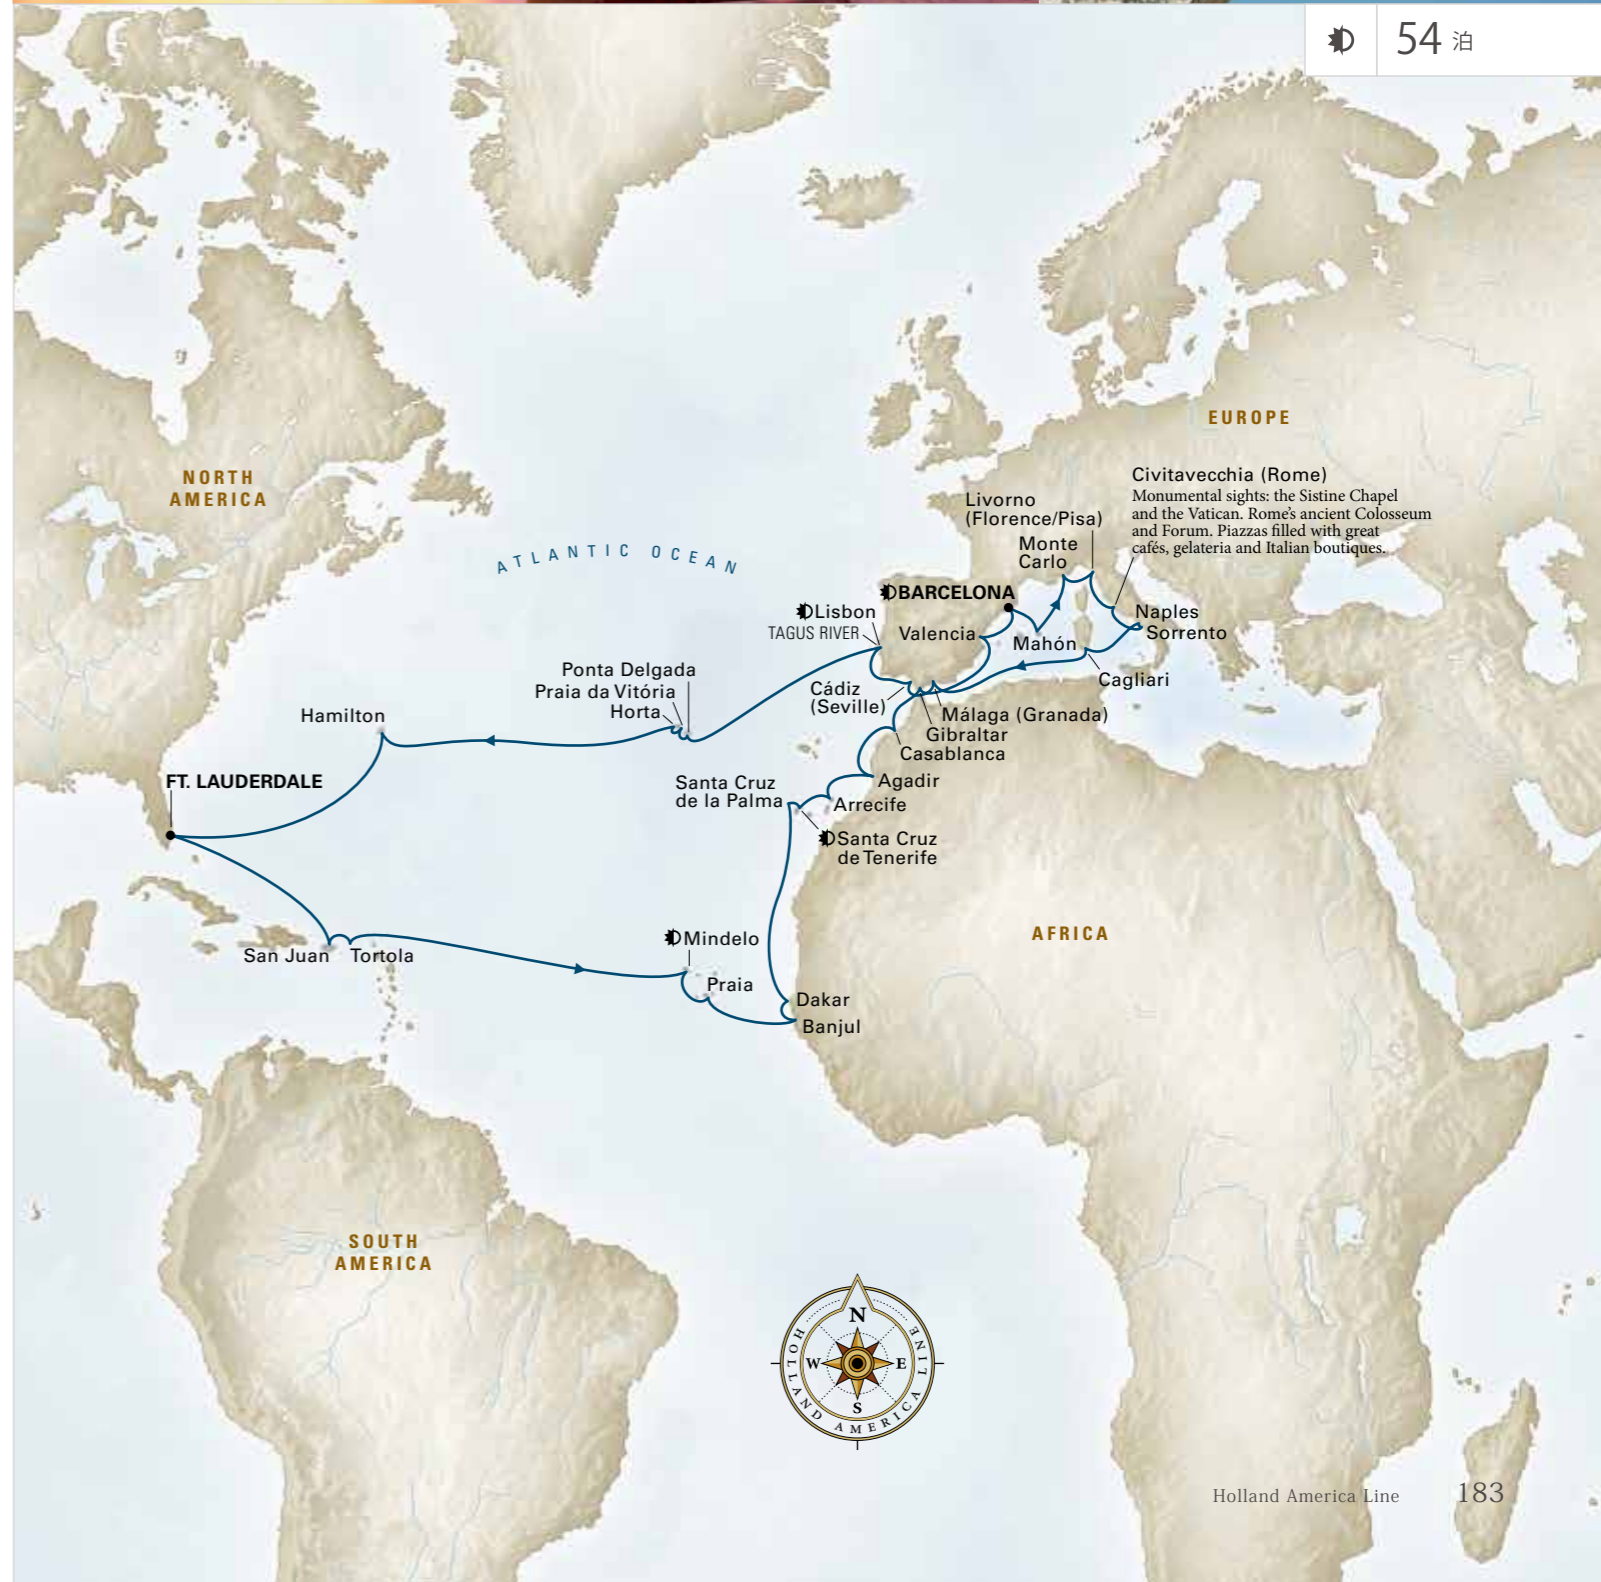 54 泊
EUROPE
NORTH
AMERICA
Civitavecchia (Rome)
Monumental sights: the Sistine Chapel
and the Vatican. Rome's ancient Colosseum
and Forum. Piazzas filled with great
cafés, gelateria and Italian boutiques.
Livorno
(Florence/Pisa)
Monte
Carlo
ATLANTIC OCEAN
BARCELONA
Lisbon
TAGUS RIVER
Valencia
Mahón
Naples
Sorrento
Cagliari
Ponta Delgada
Praia da Vitória
Horta
Cádiz
(Seville)
Málaga (Granada)
Gibraltar
Casablanca
Hamilton
FT. LAUDERDALE
Agadir
Santa Cruz
de la Palma
Arrecife
Santa Cruz
de Tenerife
AFRICA
San Juan
Tortola
Mindelo
Praia
Dakar
Banjul
SOUTH
AMERICA
N
W
E
S
HOLLAND AMERICA LINE
Holland America Line 183